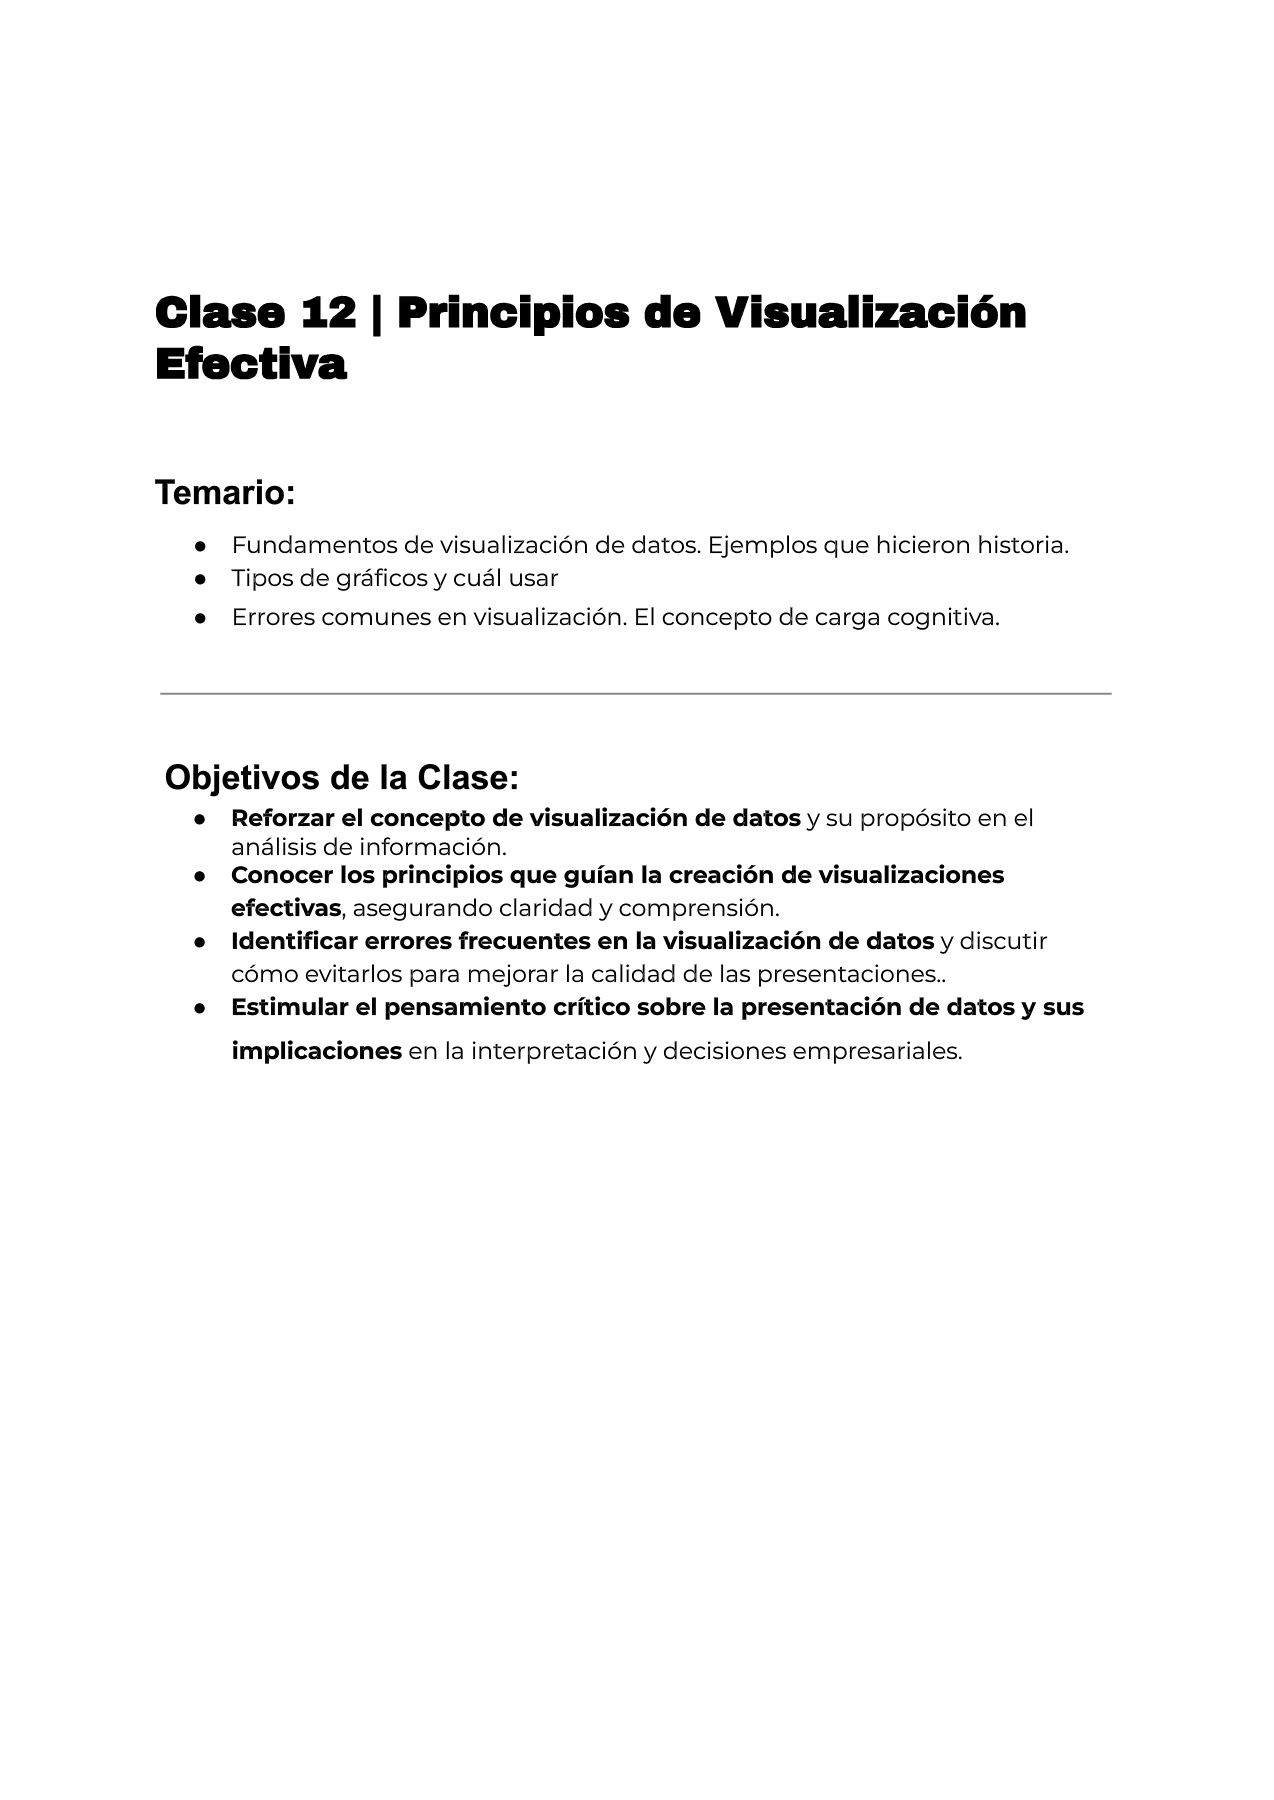 Clase 12 | Principios de Visualización
Efectiva
Temario:
● Fundamentos de visualización de datos. Ejemplos que hicieron historia.
● Tipos de gráficos y cuál usar
● Errores comunes en visualización. El concepto de carga cognitiva.
Objetivos de la Clase:
● Reforzar el concepto de visualización de datos y su propósito en el
análisis de información.
● Conocer los principios que guían la creación de visualizaciones
efectivas, asegurando claridad y comprensión.
● Identificar errores frecuentes en la visualización de datos y discutir
cómo evitarlos para mejorar la calidad de las presentaciones..
● Estimular el pensamiento crítico sobre la presentación de datos y sus
implicaciones en la interpretación y decisiones empresariales.